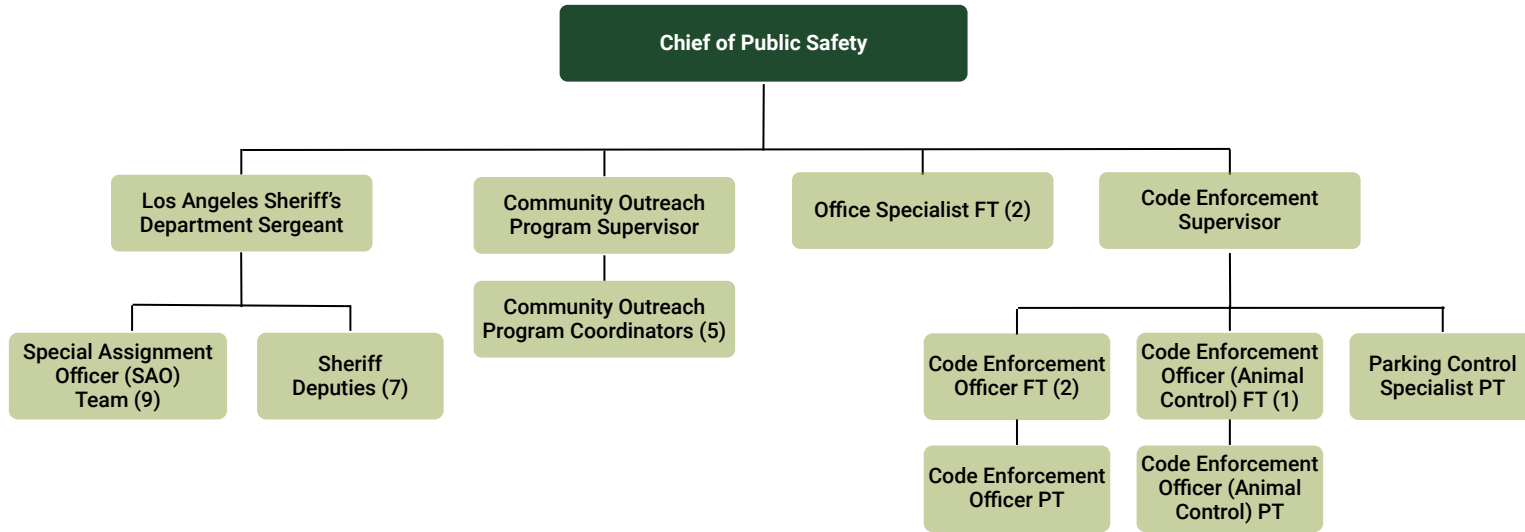 Chief of Public Safety
Los Angeles Sheriff’s
Department Sergeant
Community Outreach
Program Supervisor
Office Specialist FT (2)
Code Enforcement
Supervisor
Special Assignment
Officer (SAO)
Team (9)
Sheriff
Deputies (7)
Community Outreach
Program Coordinators (5)
Code Enforcement
Officer FT (2)
Code Enforcement
Officer (Animal
Control) FT (1)
Parking Control
Specialist PT
Code Enforcement
Officer PT
Code Enforcement
Officer (Animal
Control) PT